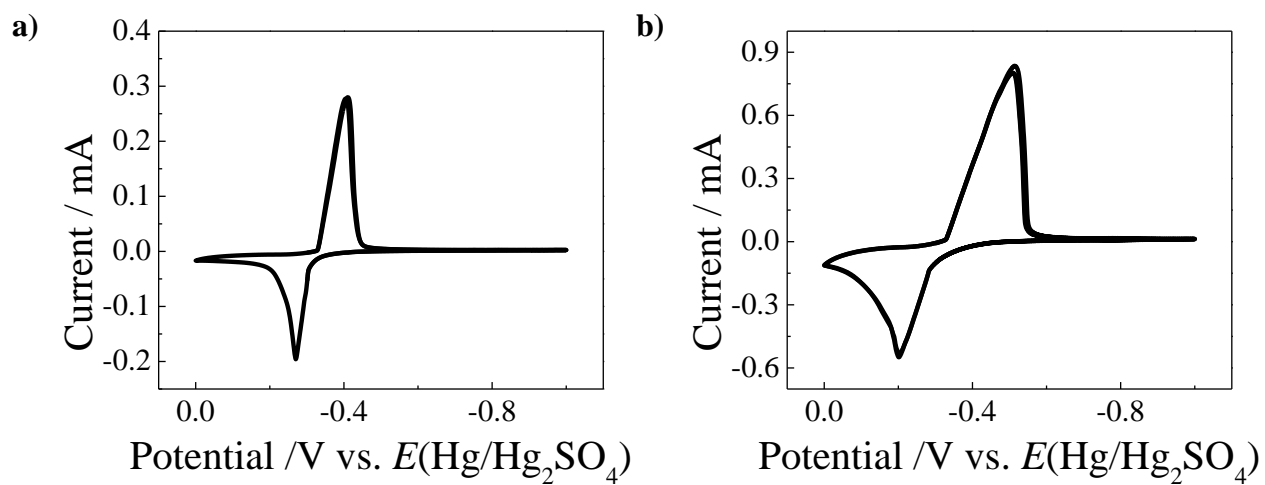 a)
0.4
0.3
0.2
0.1
0.0
-0.1
-0.2
Current / mA
0.0 -0.4 -0.8
Potential /V vs. E(Hg/Hg₂SO₄)
b)
0.9
0.6
0.3
0.0
-0.3
-0.6
Current / mA
0.0 -0.4 -0.8
Potential /V vs. E(Hg/Hg₂SO₄)